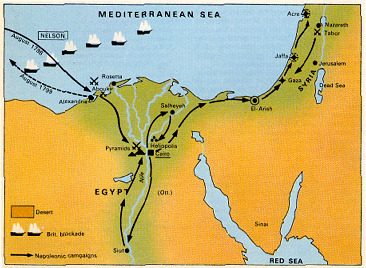 MEDITERRANEAN SEA
Acre
Nazareth
Tabor
NELSON
August 1798
August 1799
Jaffa
Jerusalem
Rosetta
Aboukir
Alexandria
Gaza
SYRIA
Dead Sea
Salheyeh
El-Arish
Heliopolis
Pyramids
Cairo
EGYPT
(Ott.)
Nile
Desert
Sinai
Brit. blockade
Siut
Napoleonic campaigns
RED SEA